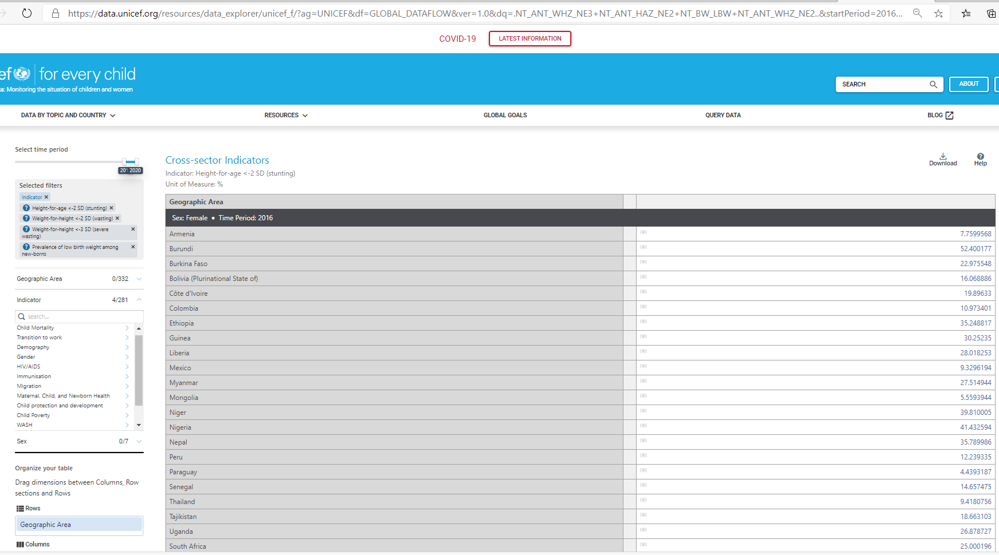 https://data.unicef.org/resources/data_explorer/unicef_f/?ag=UNICEF&df=GLOBAL_DATAFLOW&ver=1.0&dq=.NT_ANT_WHZ_NE3+NT_ANT_HAZ_NE2+NT_BW_LBW+NT_ANT_WHZ_NE2..&startPeriod=2016...
COVID-19 LATEST INFORMATION
ef for every child
a: Monitoring the situation of children and women
SEARCH ABOUT
DATA BY TOPIC AND COUNTRY RESOURCES GLOBAL GOALS QUERY DATA BLOG
Select time period
201 2020
Selected filters
Indicator ×
? Height-for-age <-2 SD (stunting) ×
? Weight-for-height <-2 SD (wasting) ×
? Weight-for-height <-3 SD (severe ×
wasting)
? Prevalence of low birth weight among ×
new-borns
Geographic Area 0/332
Indicator 4/281
search...
Child Mortality
Transition to work
Demography
Gender
HIV/AIDS
Immunisation
Migration
Maternal, Child, and Newborn Health
Child protection and development
Child Poverty
WASH
Sex 0/7
Organize your table
Drag dimensions between Columns, Row
sections and Rows
Rows
Geographic Area
Columns
Cross-sector Indicators
Indicator: Height-for-age <-2 SD (stunting)
Unit of Measure: %
Download
? Help
Geographic Area
Sex: Female • Time Period: 2016
Armenia (*) 7.7599568
Burundi (*) 52.400177
Burkina Faso (*) 22.975548
Bolivia (Plurinational State of) (*) 16.068886
Côte d'Ivoire (*) 19.89633
Colombia (*) 10.973401
Ethiopia (*) 35.248817
Guinea (*) 30.25235
Liberia (*) 28.018253
Mexico (*) 9.3296194
Myanmar (*) 27.514944
Mongolia (*) 5.5593944
Niger (*) 39.810005
Nigeria (*) 41.432594
Nepal (*) 35.789986
Peru (*) 12.239335
Paraguay (*) 4.4393187
Senegal (*) 14.657475
Thailand (*) 9.4180756
Tajikistan (*) 18.663103
Uganda (*) 26.878727
South Africa (*) 25.000196